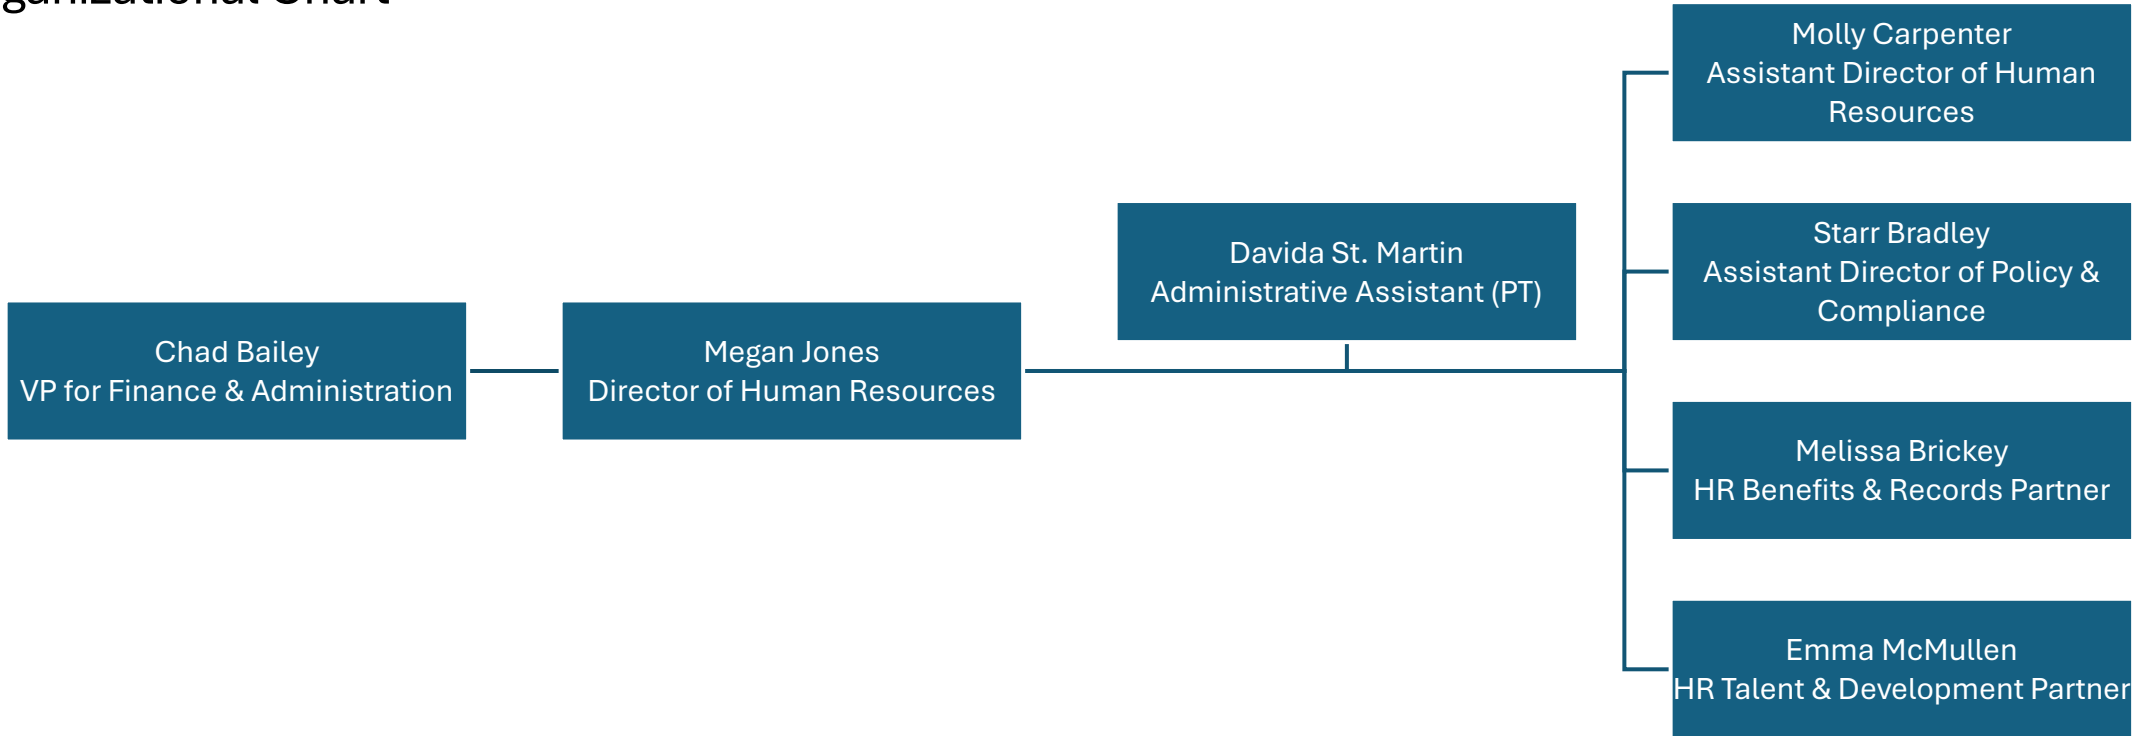 Chart
Molly Carpenter
Assistant Director of Human
Resources
Davida St. Martin
Administrative Assistant (PT)
Starr Bradley
Assistant Director of Policy &
Compliance
Chad Bailey
VP for Finance & Administration
Megan Jones
Director of Human Resources
Melissa Brickey
HR Benefits & Records Partner
Emma McMullen
HR Talent & Development Partner